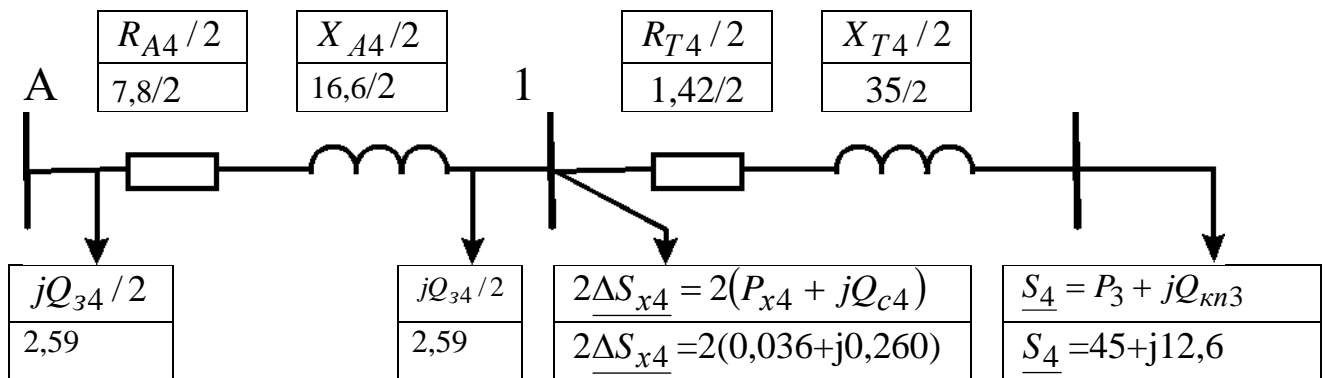 R_{A4}/2 X_{A4}/2 R_{T4}/2 X_{T4}/2
A 7,8/2 16,6/2 1 1,42/2 35/2
jQ_{з4}/2 jQ_{з4}/2 2ΔS_{x4} = 2(P_{x4} + jQ_{c4}) S_4 = P_3 + jQ_{кп3}
2,59 2,59 2ΔS_{x4} =2(0,036+j0,260) S_4 =45+j12,6